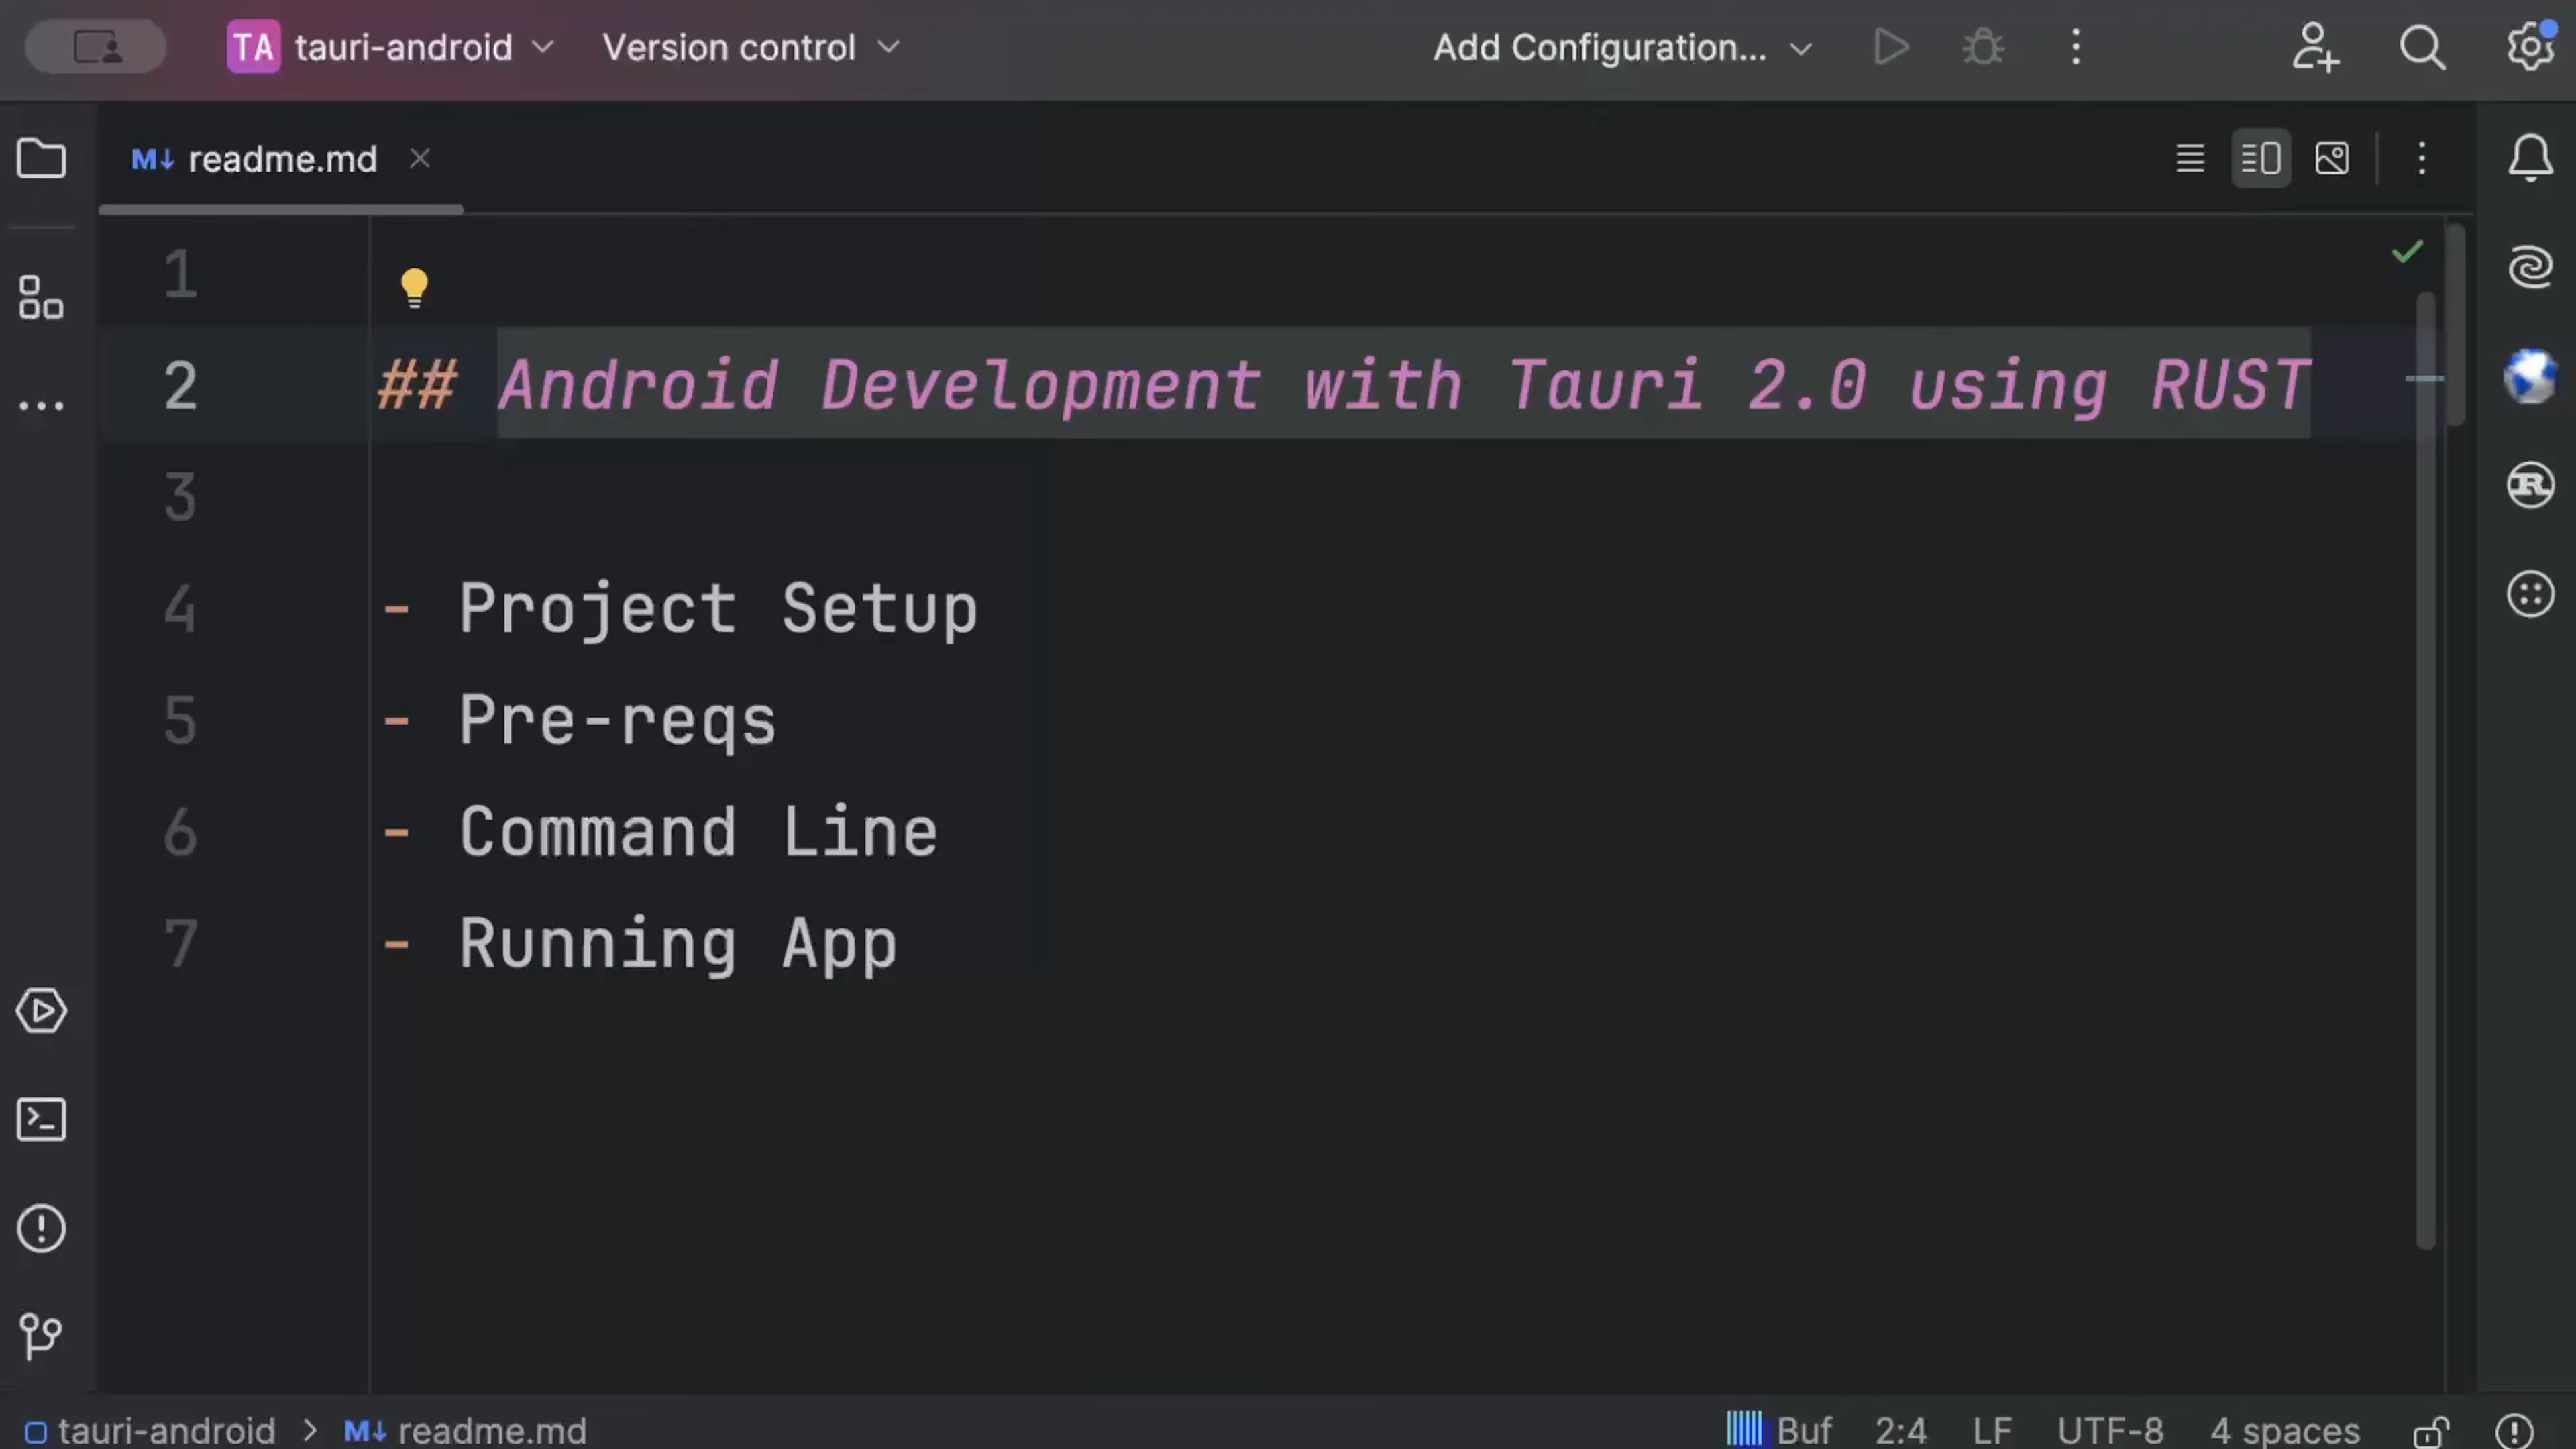 TA tauri-android Version control Add Configuration...
M↓ readme.md
1
2 ## Android Development with Tauri 2.0 using RUST
3
4 - Project Setup
5 - Pre-reqs
6 - Command Line
7 - Running App
tauri-android > M↓ readme.md Buf 2:4 LF UTF-8 4 spaces